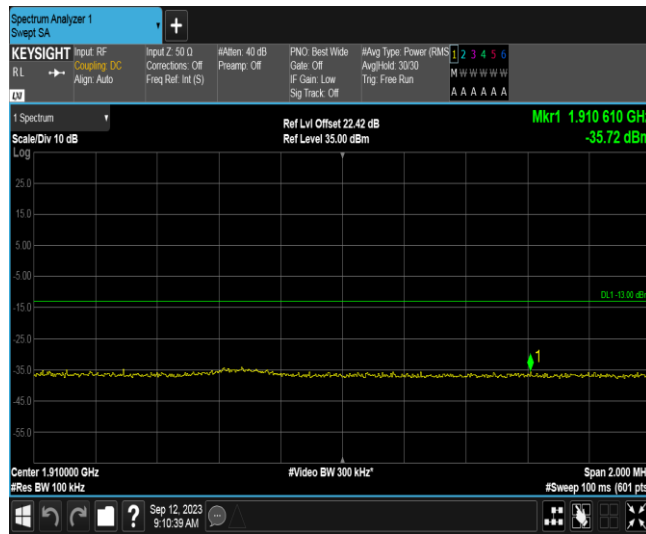 Spectrum Analyzer 1
Swept SA
+
KEYSIGHT
RL
LXI
Input: RF
Coupling: DC
Align: Auto
Input Z: 50 Ω
Corrections: Off
Freq Ref: Int (S)
#Atten: 40 dB
Preamp: Off
PNO: Best Wide
Gate: Off
IF Gain: Low
Sig Track: Off
#Avg Type: Power (RMS
Avg|Hold: 30/30
Trig: Free Run
1 2 3 4 5 6
M W W W W W
A A A A A A
1 Spectrum
Scale/Div 10 dB
Log
Ref Lvl Offset 22.42 dB
Ref Level 35.00 dBm
Mkr1 1.910 610 GHz
-35.72 dBm
25.0
15.0
5.00
-5.00
DL1 -13.00 dBm
-15.0
-25.0
1
-35.0
-45.0
-55.0
Center 1.910000 GHz
#Res BW 100 kHz
#Video BW 300 kHz*
Span 2.000 MH
#Sweep 100 ms (601 pts
?
Sep 12, 2023
9:10:39 AM